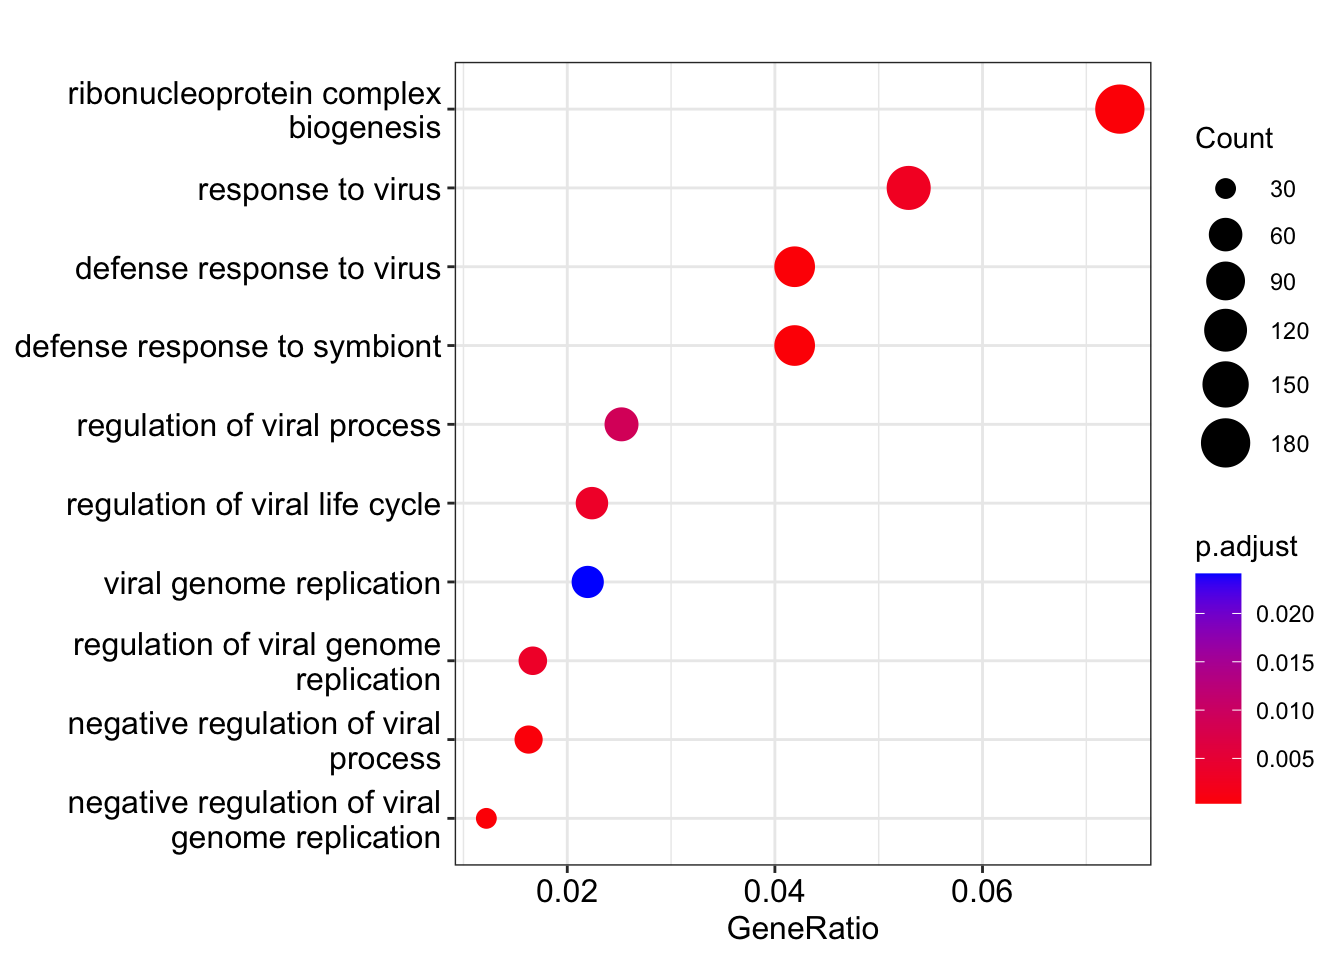 ribonucleoprotein complex
biogenesis
response to virus
defense response to virus
defense response to symbiont
regulation of viral process
regulation of viral life cycle
viral genome replication
regulation of viral genome
replication
negative regulation of viral
process
negative regulation of viral
genome replication
0.02
0.04
0.06
GeneRatio
Count
30
60
90
120
150
180
p.adjust
0.020
0.015
0.010
0.005